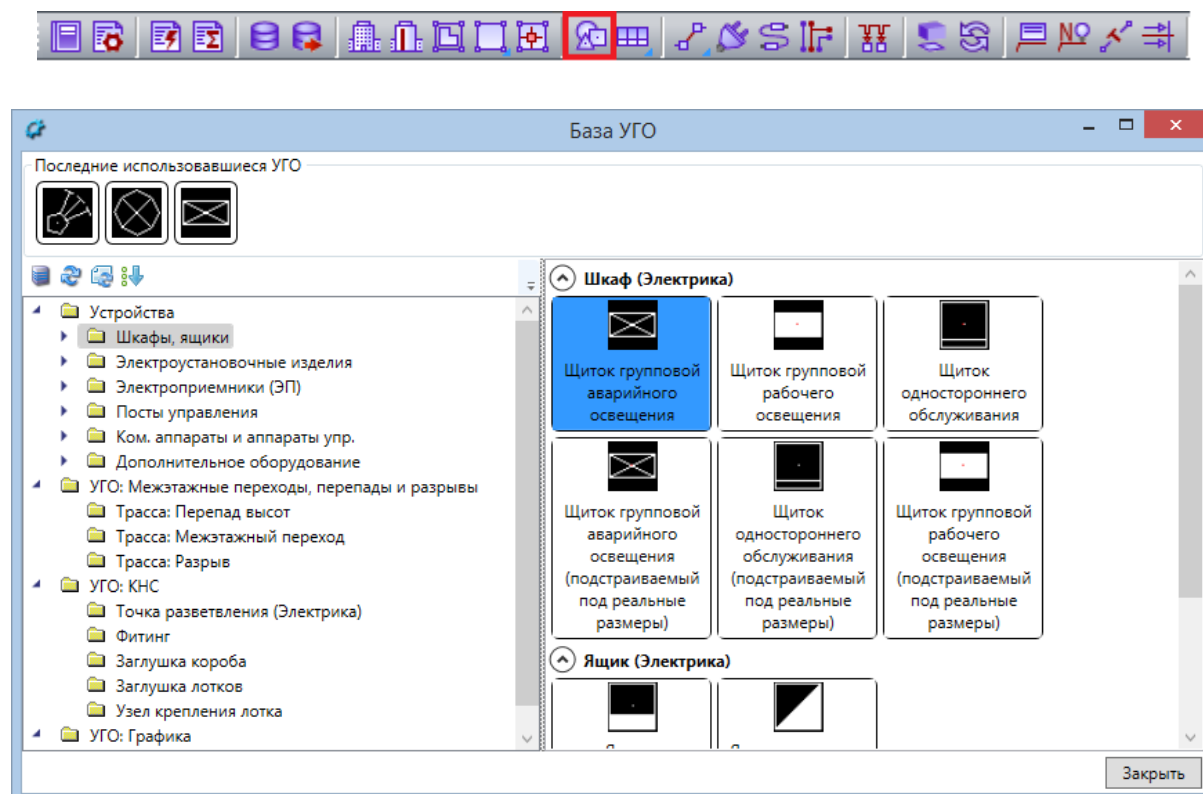 База УГО
Последние использовавшиеся УГО
Устройства
Шкафы, ящики
Электроустановочные изделия
Электроприемники (ЭП)
Посты управления
Ком. аппараты и аппараты упр.
Дополнительное оборудование
УГО: Межэтажные переходы, перепады и разрывы
Трасса: Перепад высот
Трасса: Межэтажный переход
Трасса: Разрыв
УГО: КНС
Точка разветвления (Электрика)
Фитинг
Заглушка короба
Заглушка лотков
Узел крепления лотка
УГО: Графика
Шкаф (Электрика)
Щиток групповой
аварийного
освещения
Щиток групповой
рабочего
освещения
Щиток
одностороннего
обслуживания
Щиток групповой
аварийного
освещения
(подстраиваемый
под реальные
размеры)
Щиток
одностороннего
обслуживания
(подстраиваемый
под реальные
размеры)
Щиток групповой
рабочего
освещения
(подстраиваемый
под реальные
размеры)
Ящик (Электрика)
Закрыть